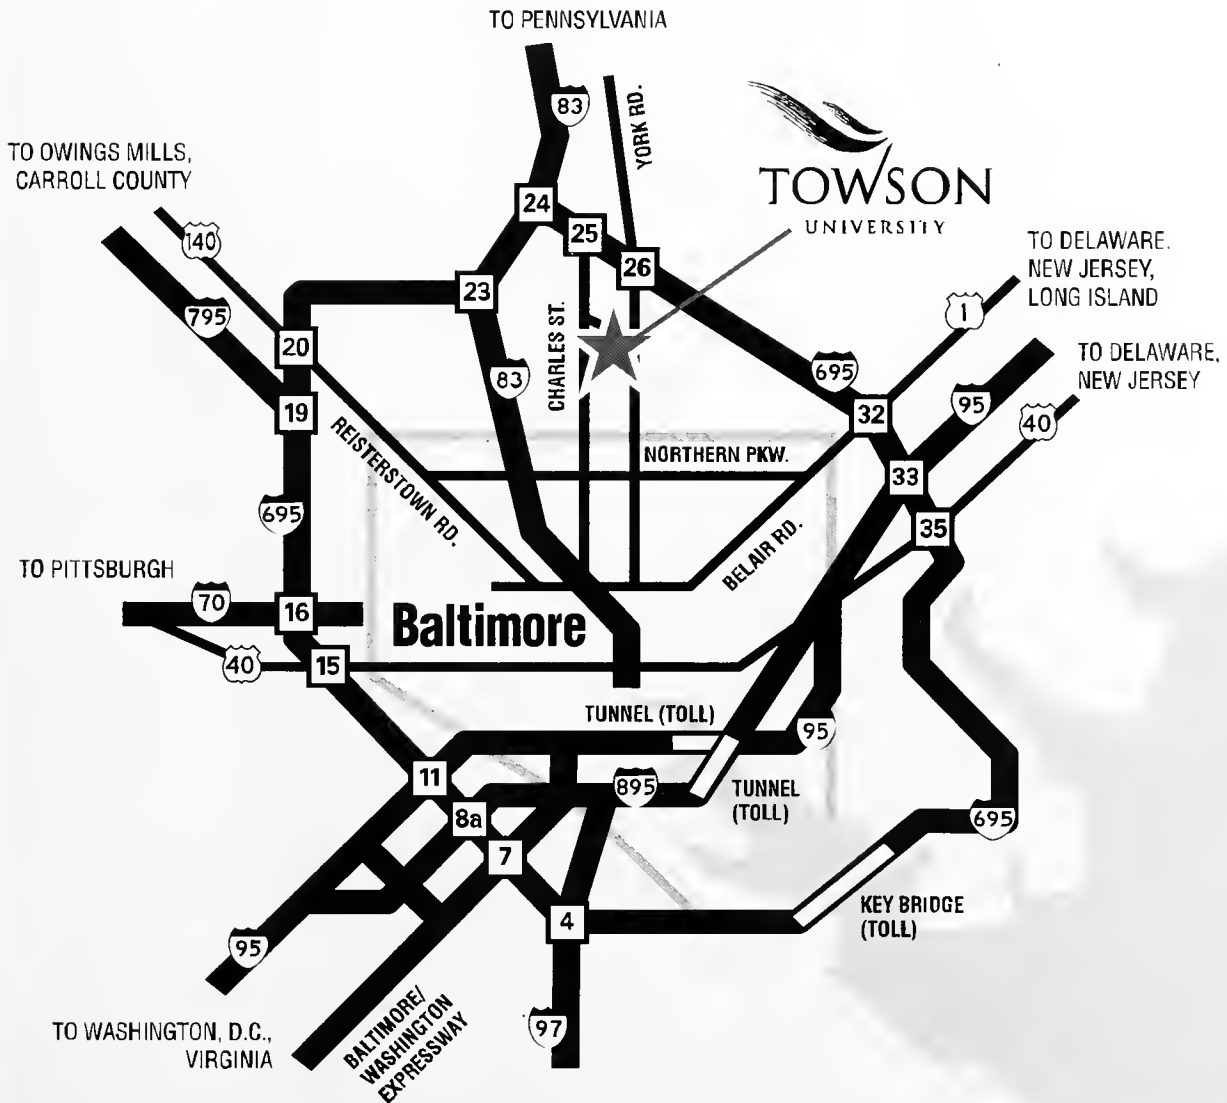 TO PENNSYLVANIA
83
YORK RD.
TO OWINGS MILLS,
CARROLL COUNTY
TOWSON
UNIVERSITY
140
24
25
26
TO DELAWARE.
NEW JERSEY,
LONG ISLAND
795
23
CHARLES ST.
1
20
TO DELAWARE,
NEW JERSEY
83
695
95
40
19
32
REISTERSTOWN RD.
NORTHERN PKW.
33
695
35
BELAIR RD.
TO PITTSBURGH
70
16
Baltimore
40
15
TUNNEL (TOLL)
95
11
895
TUNNEL
(TOLL)
8a
695
7
4
KEY BRIDGE
(TOLL)
95
97
TO WASHINGTON, D.C.,
VIRGINIA
BALTIMORE/
WASHINGTON
EXPRESSWAY